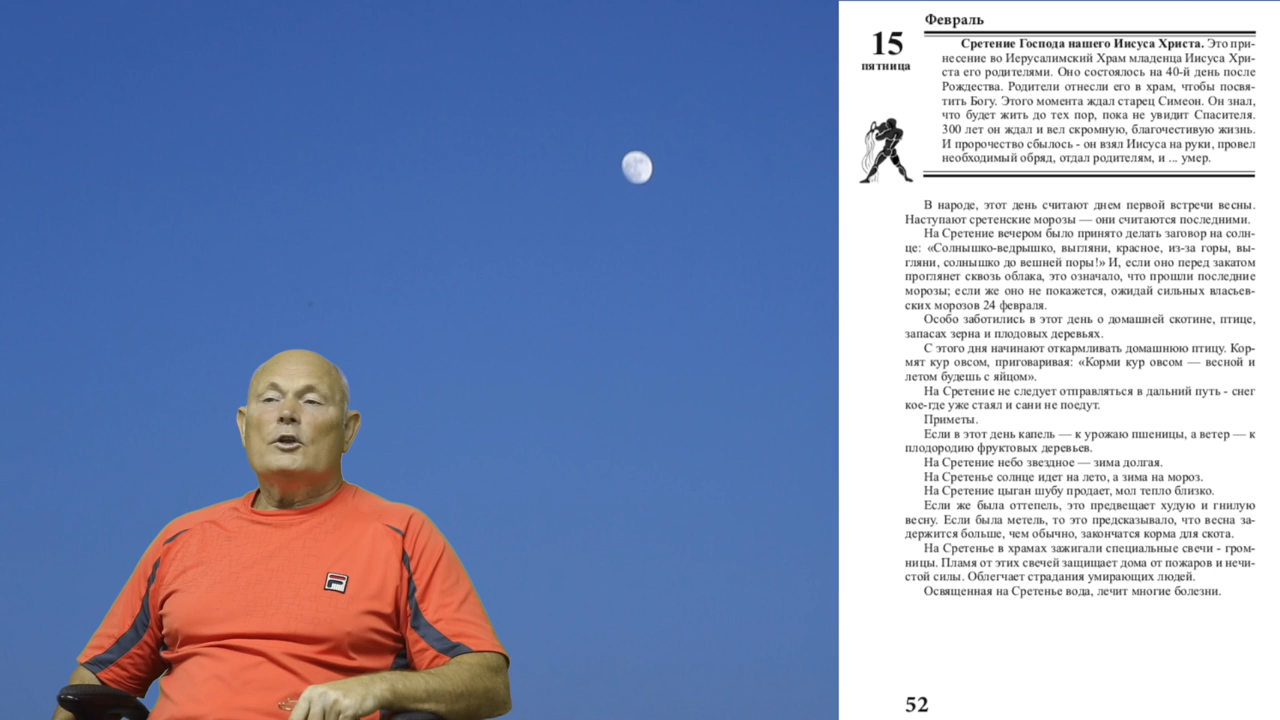 Февраль
15
пятница
Сретение Господа нашего Иисуса Христа. Это при-
несение во Иерусалимский Храм младенца Иисуса Хри-
ста его родителями. Оно состоялось на 40-й день после
Рождества. Родители отнесли его в храм, чтобы посвя-
тить Богу. Этого момента ждал старец Симеон. Он знал,
что будет жить до тех пор, пока не увидит Спасителя.
300 лет он ждал и вел скромную, благочестивую жизнь.
И пророчество сбылось - он взял Иисуса на руки, провел
необходимый обряд, отдал родителям, и ... умер.
В народе, этот день считают днем первой встречи весны.
Наступают сретенские морозы — они считаются последними.
На Сретение вечером было принято делать заговор на солн-
це: «Солнышко-ведрышко, выгляни, красное, из-за горы, вы-
гляни, солнышко до вешней поры!» И, если оно перед закатом
проглянет сквозь облака, это означало, что прошли последние
морозы; если же оно не покажется, ожидай сильных власьев-
ских морозов 24 февраля.
Особо заботились в этот день о домашней скотине, птице,
запасах зерна и плодовых деревьях.
С этого дня начинают откармливать домашнюю птицу. Кор-
мят кур овсом, приговаривая: «Корми кур овсом — весной и
летом будешь с яйцом».
На Сретение не следует отправляться в дальний путь - снег
кое-где уже стаял и сани не поедут.
Приметы.
Если в этот день капель — к урожаю пшеницы, а ветер — к
плодородию фруктовых деревьев.
На Сретение небо звездное — зима долгая.
На Сретенье солнце идет на лето, а зима на мороз.
На Сретение цыган шубу продает, мол тепло близко.
Если же была оттепель, это предвещает худую и гнилую
весну. Если была метель, то это предсказывало, что весна за-
держится больше, чем обычно, закончатся корма для скота.
На Сретенье в храмах зажигали специальные свечи - гром-
ницы. Пламя от этих свечей защищает дома от пожаров и нечи-
стой силы. Облегчает страдания умирающих людей.
Освященная на Сретенье вода, лечит многие болезни.
52